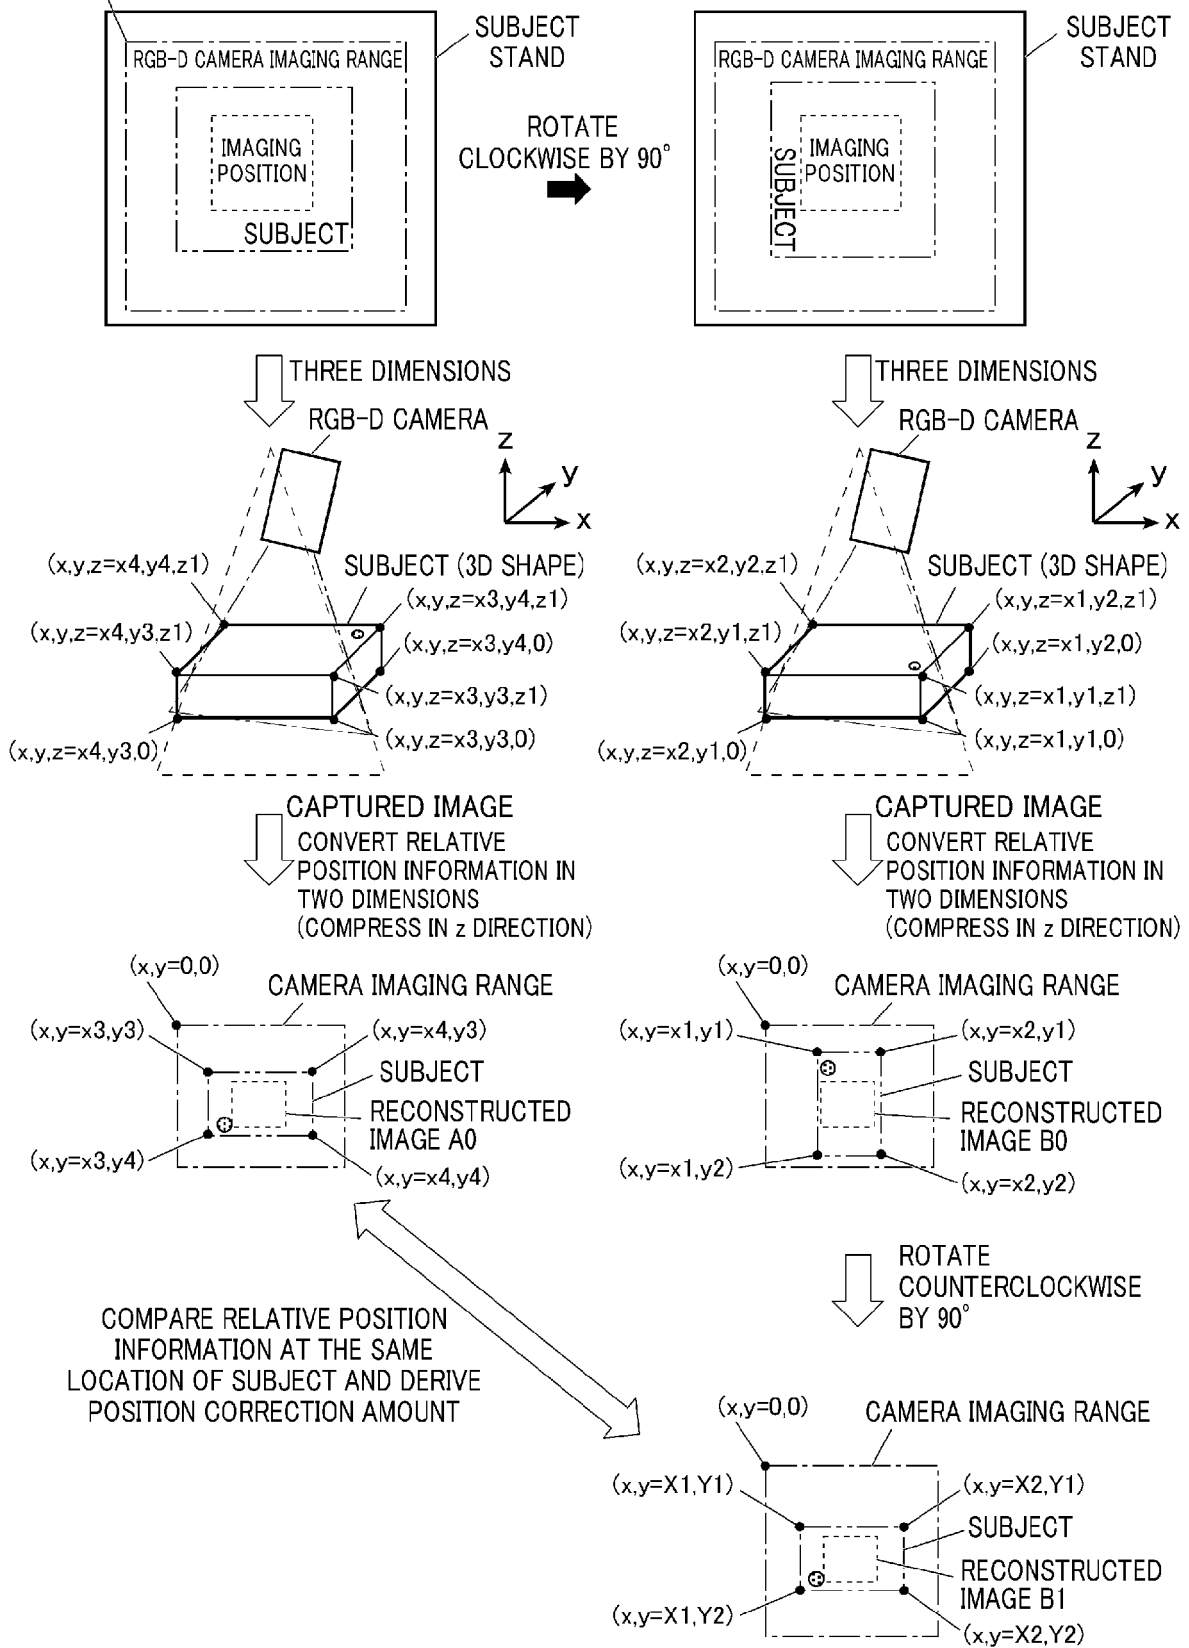 SUBJECT
STAND
RGB-D CAMERA IMAGING RANGE
IMAGING
POSITION
SUBJECT
ROTATE
CLOCKWISE BY 90°
SUBJECT
STAND
RGB-D CAMERA IMAGING RANGE
IMAGING
POSITION
SUBJECT
THREE DIMENSIONS
RGB-D CAMERA
z
y
x
(x,y,z=x4,y4,z1)
SUBJECT (3D SHAPE)
(x,y,z=x3,y4,z1)
(x,y,z=x4,y3,z1)
(x,y,z=x3,y4,0)
(x,y,z=x3,y3,z1)
(x,y,z=x3,y3,0)
(x,y,z=x4,y3,0)
THREE DIMENSIONS
RGB-D CAMERA
z
y
x
(x,y,z=x2,y2,z1)
SUBJECT (3D SHAPE)
(x,y,z=x1,y2,z1)
(x,y,z=x2,y1,z1)
(x,y,z=x1,y2,0)
(x,y,z=x1,y1,z1)
(x,y,z=x1,y1,0)
(x,y,z=x2,y1,0)
CAPTURED IMAGE
CONVERT RELATIVE
POSITION INFORMATION IN
TWO DIMENSIONS
(COMPRESS IN z DIRECTION)
CAPTURED IMAGE
CONVERT RELATIVE
POSITION INFORMATION IN
TWO DIMENSIONS
(COMPRESS IN z DIRECTION)
(x,y=0,0)
CAMERA IMAGING RANGE
(x,y=x3,y3)
(x,y=x4,y3)
SUBJECT
RECONSTRUCTED
IMAGE A0
(x,y=x3,y4)
(x,y=x4,y4)
(x,y=0,0)
CAMERA IMAGING RANGE
(x,y=x1,y1)
(x,y=x2,y1)
SUBJECT
RECONSTRUCTED
IMAGE B0
(x,y=x1,y2)
(x,y=x2,y2)
ROTATE
COUNTERCLOCKWISE
BY 90°
COMPARE RELATIVE POSITION
INFORMATION AT THE SAME
LOCATION OF SUBJECT AND DERIVE
POSITION CORRECTION AMOUNT
(x,y=0,0)
CAMERA IMAGING RANGE
(x,y=X1,Y1)
(x,y=X2,Y1)
SUBJECT
RECONSTRUCTED
IMAGE B1
(x,y=X1,Y2)
(x,y=X2,Y2)